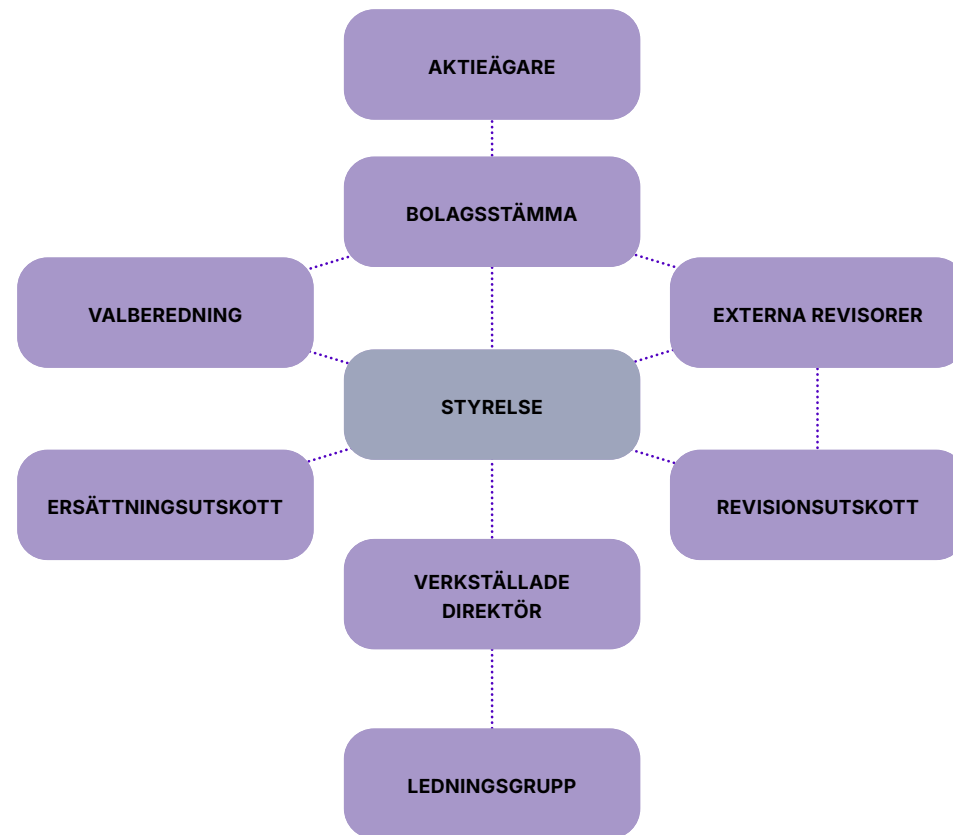 AKTIEÄGARE
BOLAGSSTÄMMA
VALBEREDNING
EXTERNA REVISORER
STYRELSE
ERSÄTTNINGSUTSKOTT
REVISIONSUTSKOTT
VERKSTÄLLADE
DIREKTÖR
LEDNINGSGRUPP